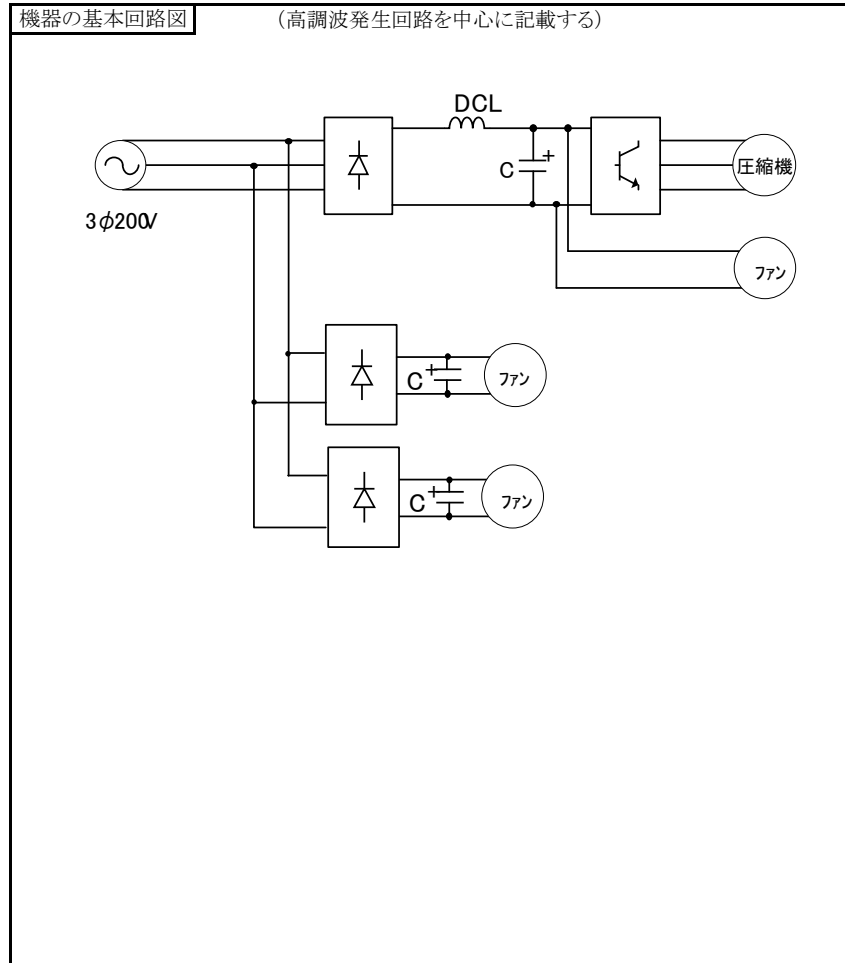 機器の基本回路図 (高調波発生回路を中心に記載する)
DCL
C +
圧縮機
3φ200V
ファン
C +
ファン
C +
ファン